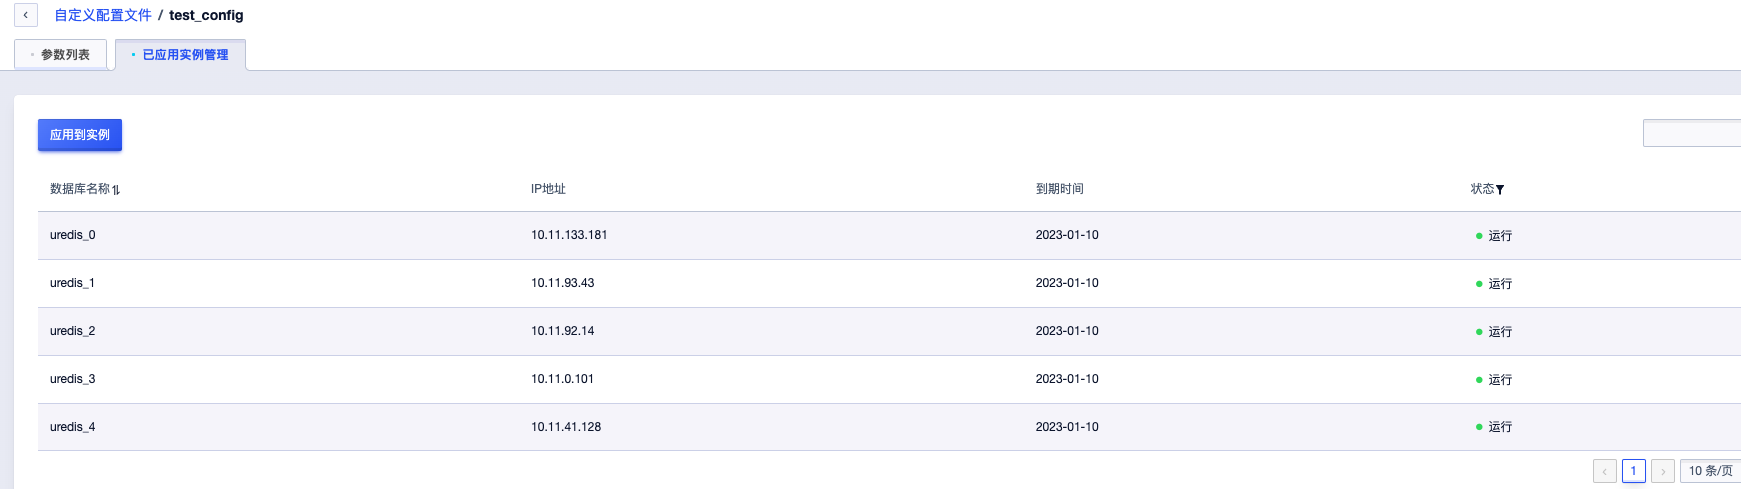 自定义配置文件 / test_config
参数列表 已应用实例管理
应用到实例
数据库名称 IP地址 到期时间 状态
uredis_0 10.11.133.181 2023-01-10 运行
uredis_1 10.11.93.43 2023-01-10 运行
uredis_2 10.11.92.14 2023-01-10 运行
uredis_3 10.11.0.101 2023-01-10 运行
uredis_4 10.11.41.128 2023-01-10 运行
1 10 条/页